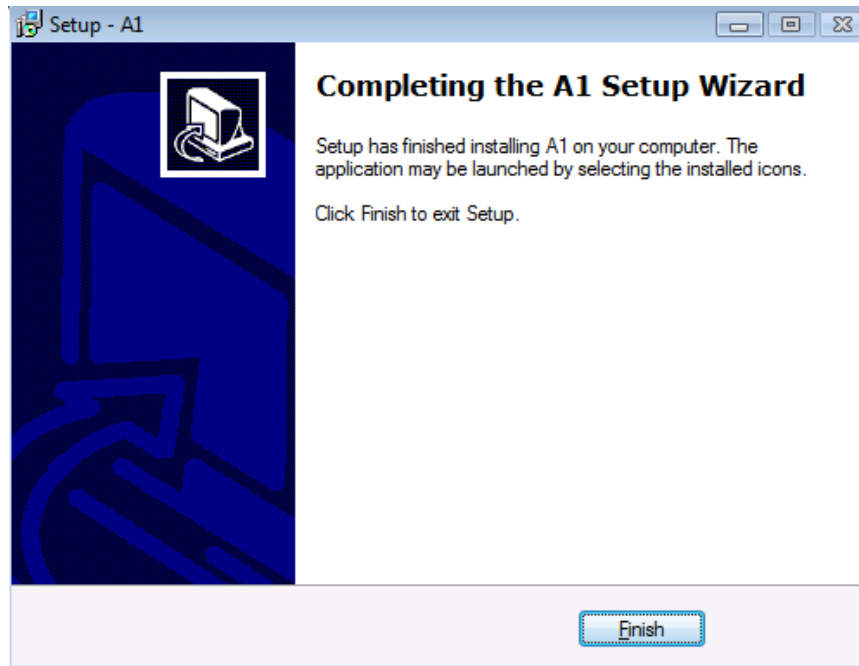 Setup - A1
Completing the A1 Setup Wizard
Setup has finished installing A1 on your computer. The
application may be launched by selecting the installed icons.
Click Finish to exit Setup.
Finish